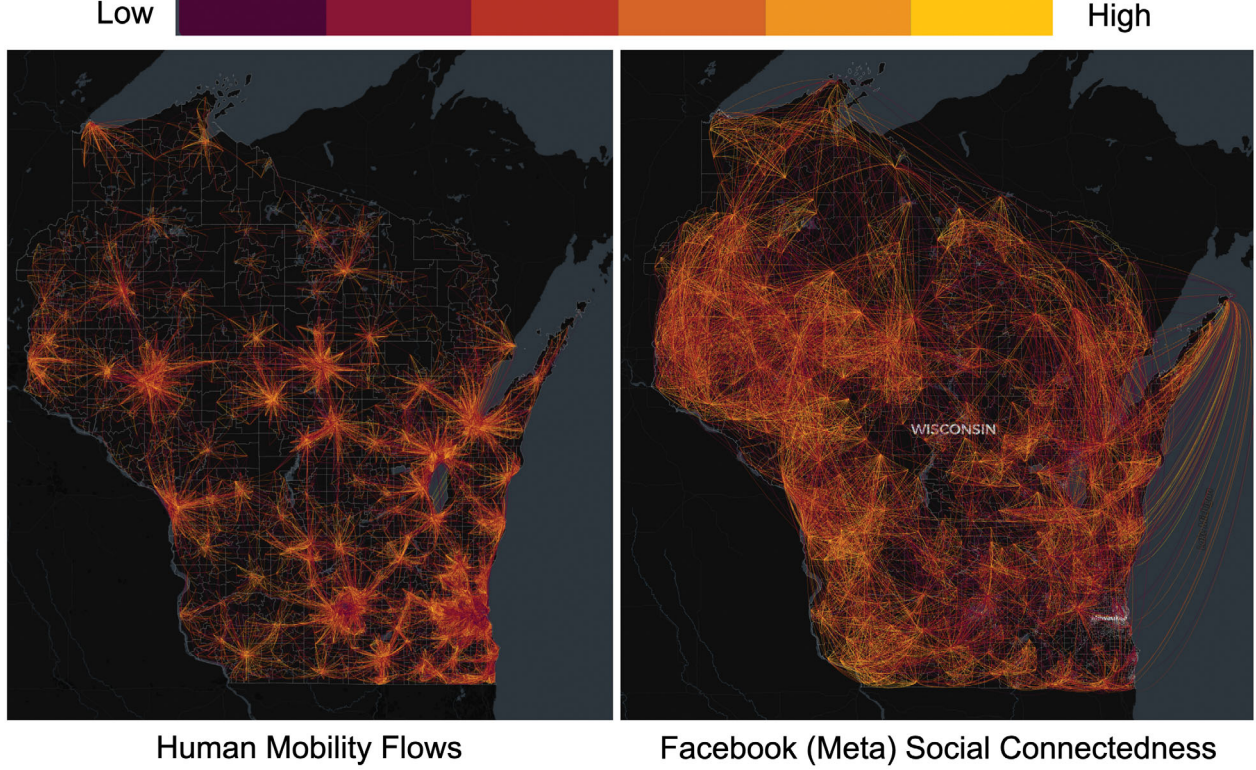 Low
High
WISCONSIN
Human Mobility Flows
Facebook (Meta) Social Connectedness